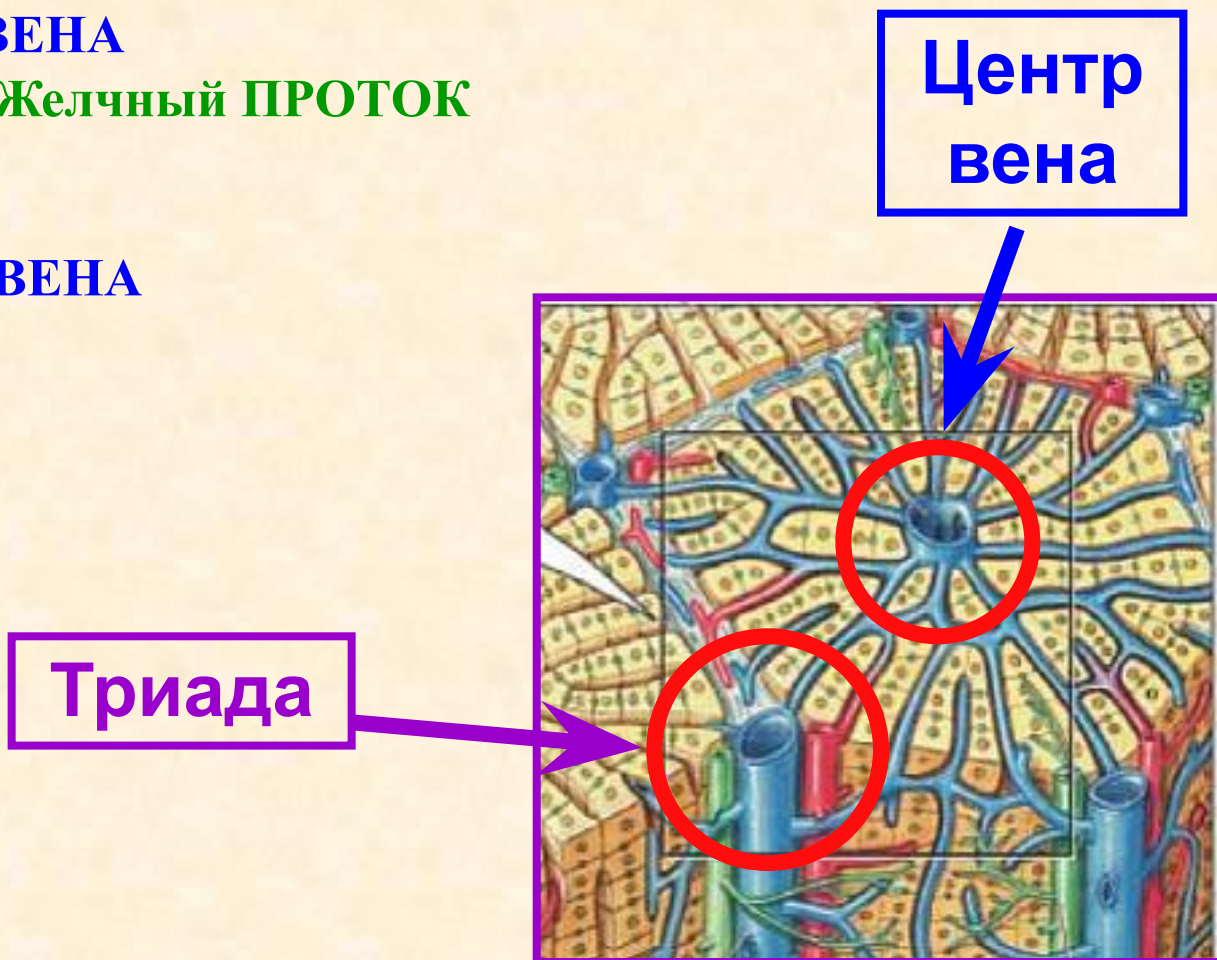 ВЕНА
Желчный ПРОТОК
Центр
вена
ВЕНА
Триада